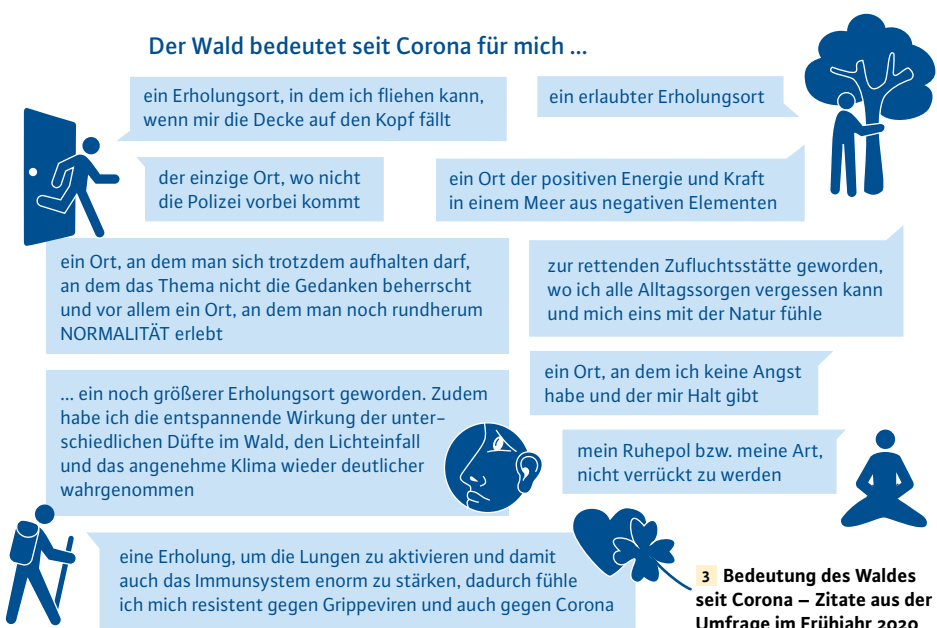 Der Wald bedeutet seit Corona für mich ...
ein Erholungsort, in dem ich fliehen kann,
wenn mir die Decke auf den Kopf fällt
ein erlaubter Erholungsort
der einzige Ort, wo nicht
die Polizei vorbei kommt
ein Ort der positiven Energie und Kraft
in einem Meer aus negativen Elementen
ein Ort, an dem man sich trotzdem aufhalten darf,
an dem das Thema nicht die Gedanken beherrscht
und vor allem ein Ort, an dem man noch rundherum
NORMALITÄT erlebt
zur rettenden Zufluchtsstätte geworden,
wo ich alle Alltagssorgen vergessen kann
und mich eins mit der Natur fühle
ein Ort, an dem ich keine Angst
habe und der mir Halt gibt
... ein noch größerer Erholungsort geworden. Zudem
habe ich die entspannende Wirkung der unter-
schiedlichen Düfte im Wald, den Lichteinfall
und das angenehme Klima wieder deutlicher
wahrgenommen
mein Ruhepol bzw. meine Art,
nicht verrückt zu werden
eine Erholung, um die Lungen zu aktivieren und damit
auch das Immunsystem enorm zu stärken, dadurch fühle
ich mich resistent gegen Grippeviren und auch gegen Corona
3 Bedeutung des Waldes
seit Corona – Zitate aus der
Umfrage im Frühjahr 2020